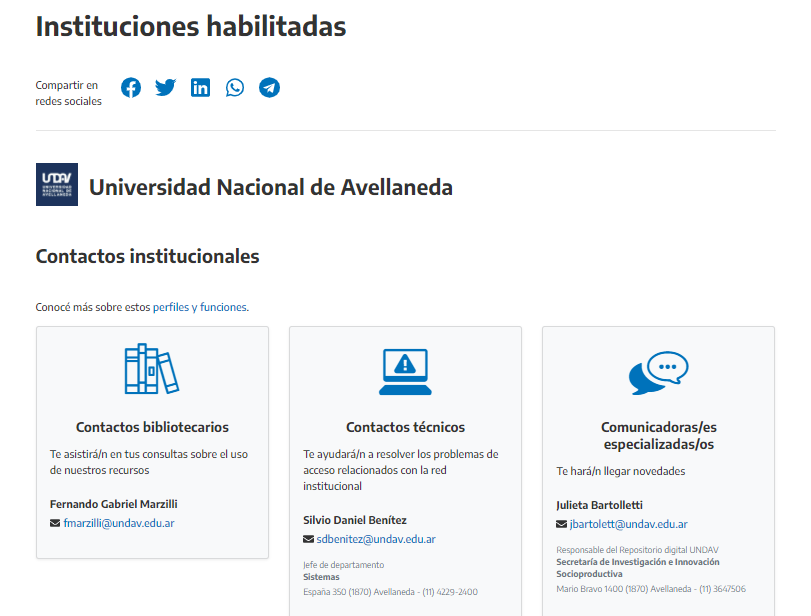 Instituciones habilitadas
Compartir en
redes sociales
UNDAV
UNIVERSIDAD
NACIONAL DE
AVELLANEDA
Universidad Nacional de Avellaneda
Contactos institucionales
Conocé más sobre estos perfiles y funciones.
Contactos bibliotecarios
Te asistirá/n en tus consultas sobre el uso
de nuestros recursos
Fernando Gabriel Marzilli
fmarzilli@undav.edu.ar
Contactos técnicos
Te ayudará/n a resolver los problemas de
acceso relacionados con la red
institucional
Silvio Daniel Benítez
sdbenitez@undav.edu.ar
Jefe de departamento
Sistemas
España 350 (1870) Avellaneda - (11) 4229-2400
Comunicadoras/es
especializadas/os
Te hará/n llegar novedades
Julieta Bartolletti
jbartolett@undav.edu.ar
Responsable del Repositorio digital UNDAV
Secretaría de Investigación e Innovación
Socioproductiva
Mario Bravo 1400 (1870) Avellaneda - (11) 3647506